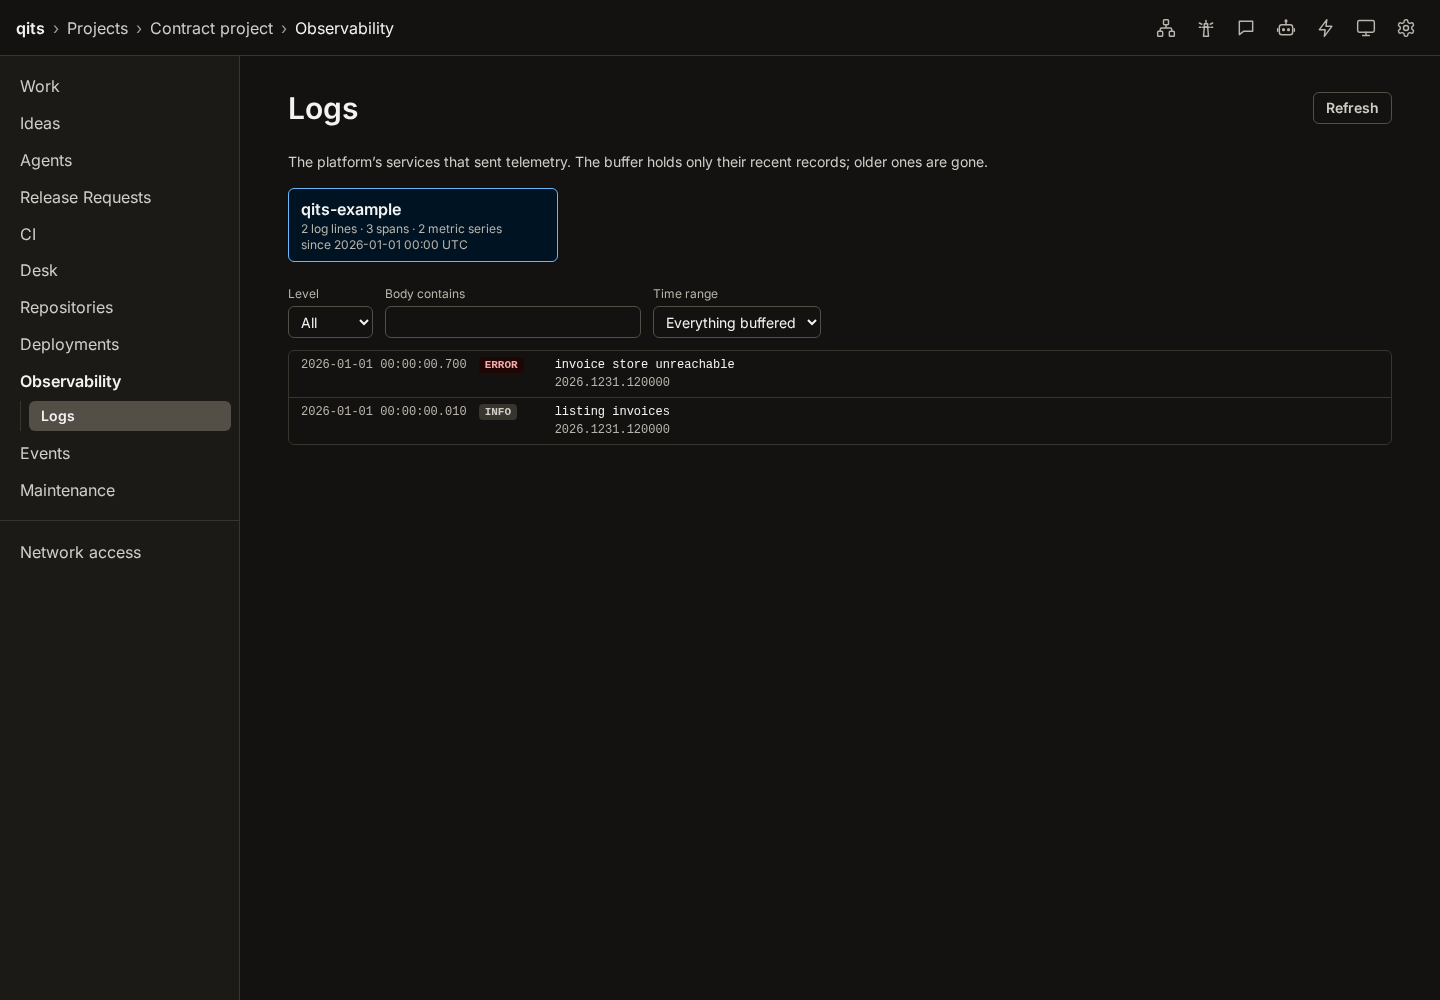 qits › Projects › Contract project › Observability
Work
Ideas
Agents
Release Requests
CI
Desk
Repositories
Deployments
Observability
Logs
Events
Maintenance
Network access
Logs
Refresh
The platform’s services that sent telemetry. The buffer holds only their recent records; older ones are gone.
qits-example
2 log lines · 3 spans · 2 metric series
since 2026-01-01 00:00 UTC
Level
Body contains
Time range
All
Everything buffered
2026-01-01 00:00:00.700 ERROR invoice store unreachable
2026.1231.120000
2026-01-01 00:00:00.010 INFO listing invoices
2026.1231.120000